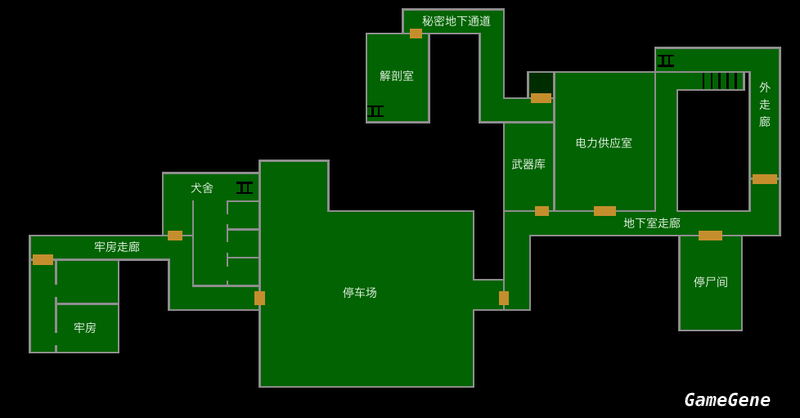 秘密地下通道
解剖室
外
走
廊
电力供应室
武器库
犬舍
地下室走廊
牢房走廊
停尸间
停车场
牢房
GameGene